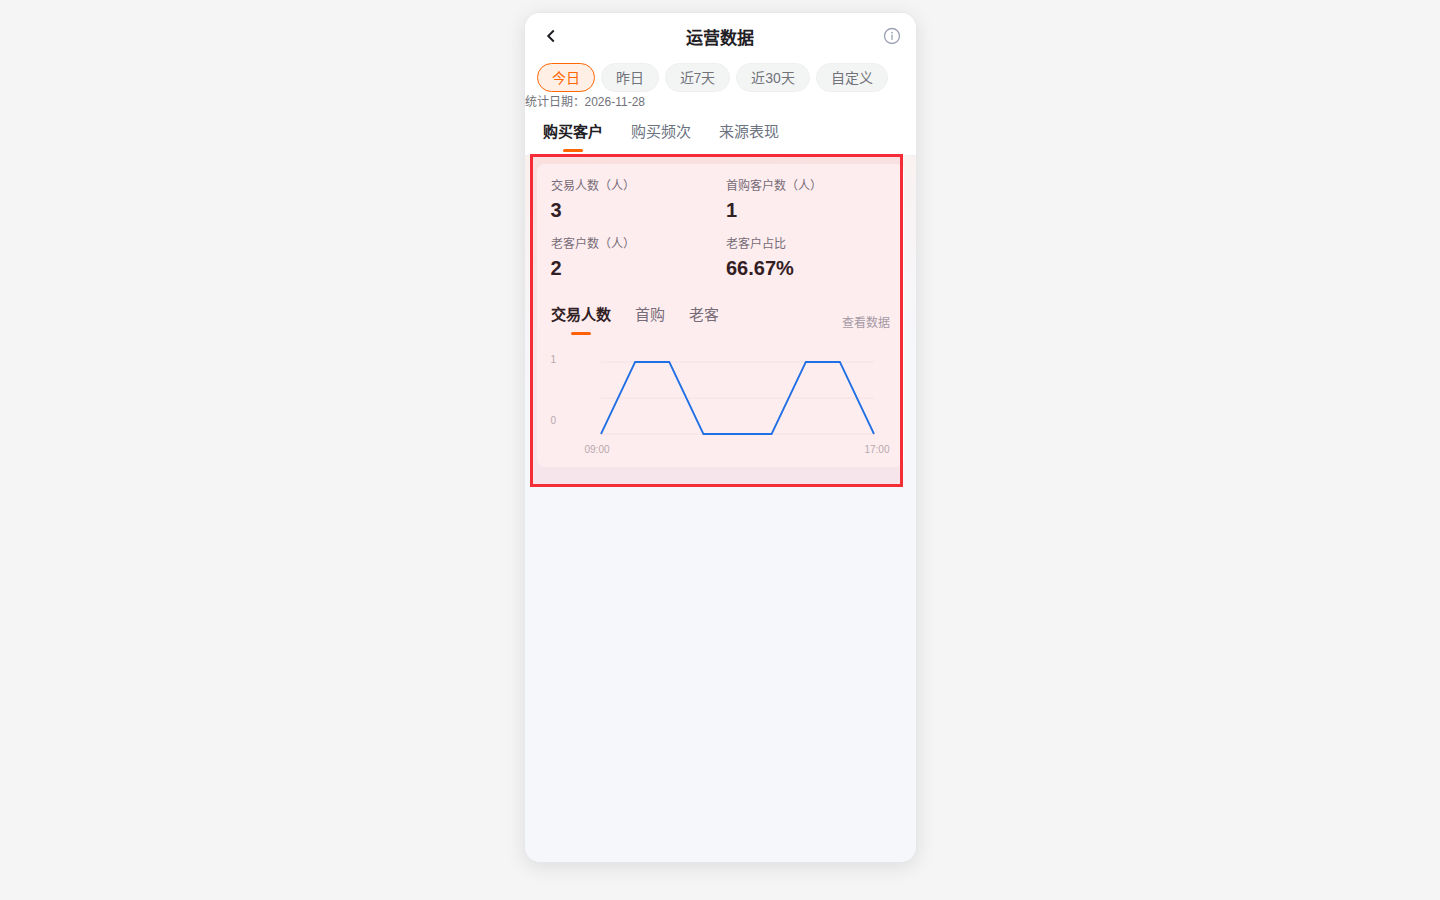 运营数据
今日 昨日 近7天 近30天 自定义
统计日期：2026-11-28
购买客户 购买频次 来源表现
交易人数（人） 首购客户数（人）
3 1
老客户数（人） 老客户占比
2 66.67%
交易人数 首购 老客 查看数据
1
0
09:00 17:00